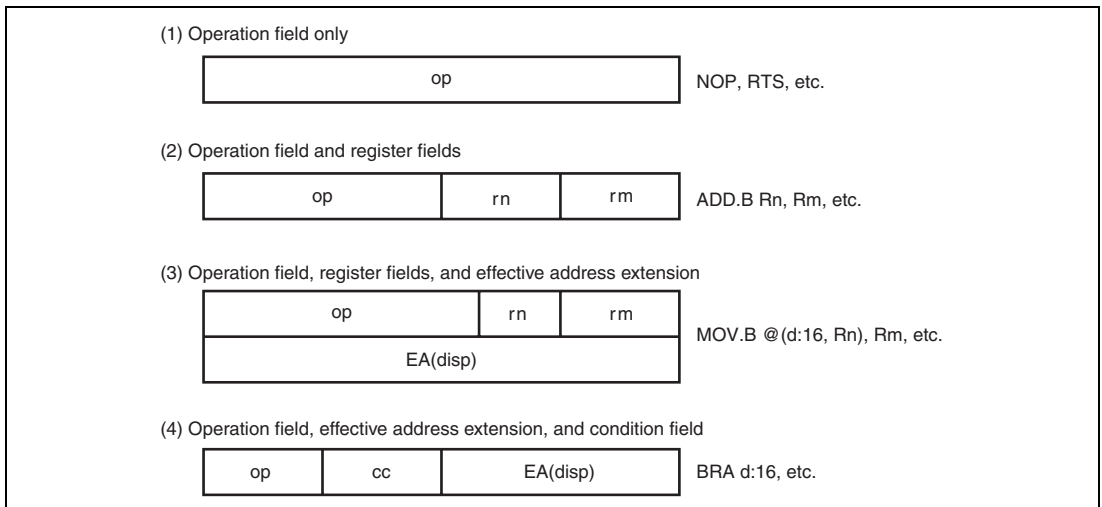 (1) Operation field only
op
NOP, RTS, etc.
(2) Operation field and register fields
op rn rm
ADD.B Rn, Rm, etc.
(3) Operation field, register fields, and effective address extension
op rn rm
EA(disp)
MOV.B @(d:16, Rn), Rm, etc.
(4) Operation field, effective address extension, and condition field
op cc EA(disp)
BRA d:16, etc.